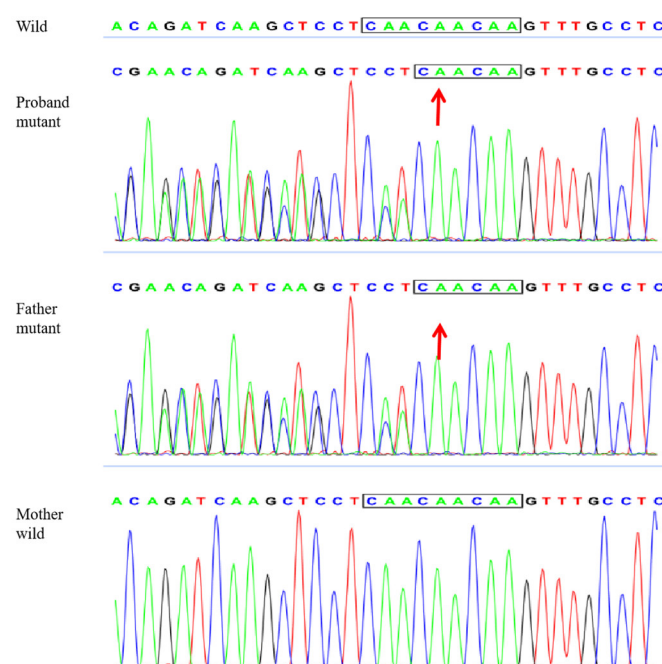 Wild
A C A G A T C A A G C T C C T C A A C A A C A A G T T T G C C T C
C G A A C A G A T C A A G C T C C T C A A C A A G T T T G C C T C
Proband
mutant
C G A A C A G A T C A A G C T C C T C A A C A A G T T T G C C T C
Father
mutant
A C A G A T C A A G C T C C T C A A C A A C A A G T T T G C C T C
Mother
wild